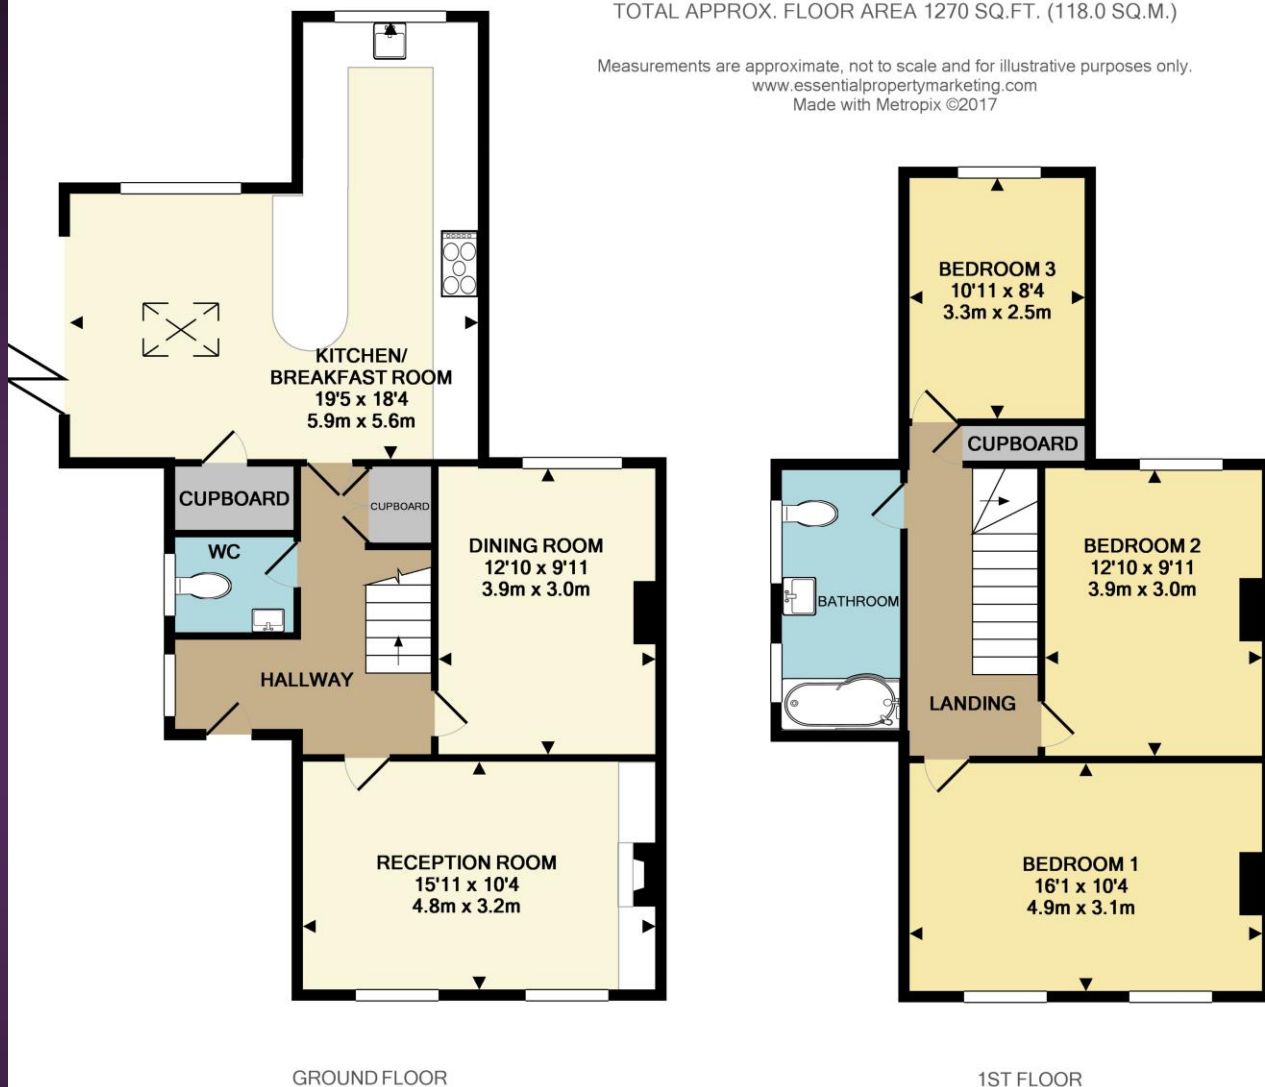 TOTAL APPROX. FLOOR AREA 1270 SQ.FT. (118.0 SQ.M.)
Measurements are approximate, not to scale and for illustrative purposes only.
www.essentialpropertymarketing.com
Made with Metropix ©2017
KITCHEN/
BREAKFAST ROOM
19'5 x 18'4
5.9m x 5.6m
CUPBOARD
CUPBOARD
WC
DINING ROOM
12'10 x 9'11
3.9m x 3.0m
HALLWAY
RECEPTION ROOM
15'11 x 10'4
4.8m x 3.2m
GROUND FLOOR
BEDROOM 3
10'11 x 8'4
3.3m x 2.5m
CUPBOARD
BEDROOM 2
12'10 x 9'11
3.9m x 3.0m
BATHROOM
LANDING
BEDROOM 1
16'1 x 10'4
4.9m x 3.1m
1ST FLOOR